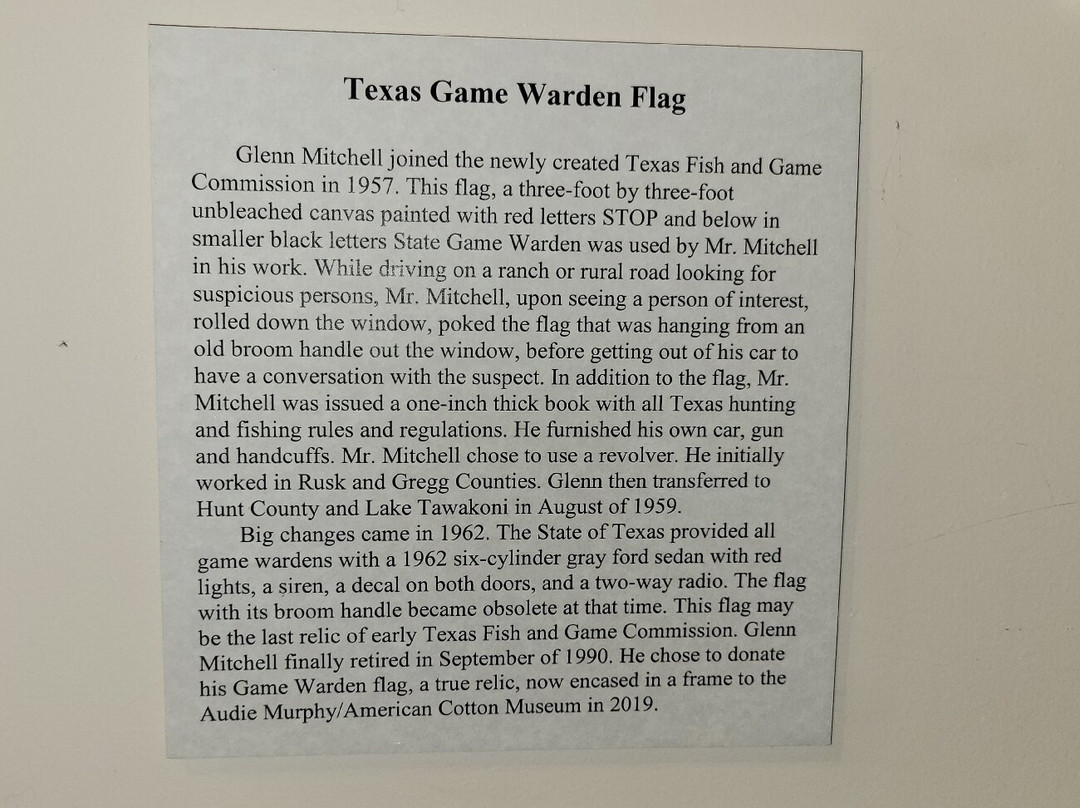 Texas Game Warden Flag
Glenn Mitchell joined the newly created Texas Fish and Game
Commission in 1957. This flag, a three-foot by three-foot
unbleached canvas painted with red letters STOP and below in
smaller black letters State Game Warden was used by Mr. Mitchell
in his work. While driving on a ranch or rural road looking for
suspicious persons, Mr. Mitchell, upon seeing a person of interest,
rolled down the window, poked the flag that was hanging from an
old broom handle out the window, before getting out of his car to
have a conversation with the suspect. In addition to the flag, Mr.
Mitchell was issued a one-inch thick book with all Texas hunting
and fishing rules and regulations. He furnished his own car, gun
and handcuffs. Mr. Mitchell chose to use a revolver. He initially
worked in Rusk and Gregg Counties. Glenn then transferred to
Hunt County and Lake Tawakoni in August of 1959.
Big changes came in 1962. The State of Texas provided all
game wardens with a 1962 six-cylinder gray ford sedan with red
lights, a siren, a decal on both doors, and a two-way radio. The flag
with its broom handle became obsolete at that time. This flag may
be the last relic of early Texas Fish and Game Commission. Glenn
Mitchell finally retired in September of 1990. He chose to donate
his Game Warden flag, a true relic, now encased in a frame to the
Audie Murphy/American Cotton Museum in 2019.